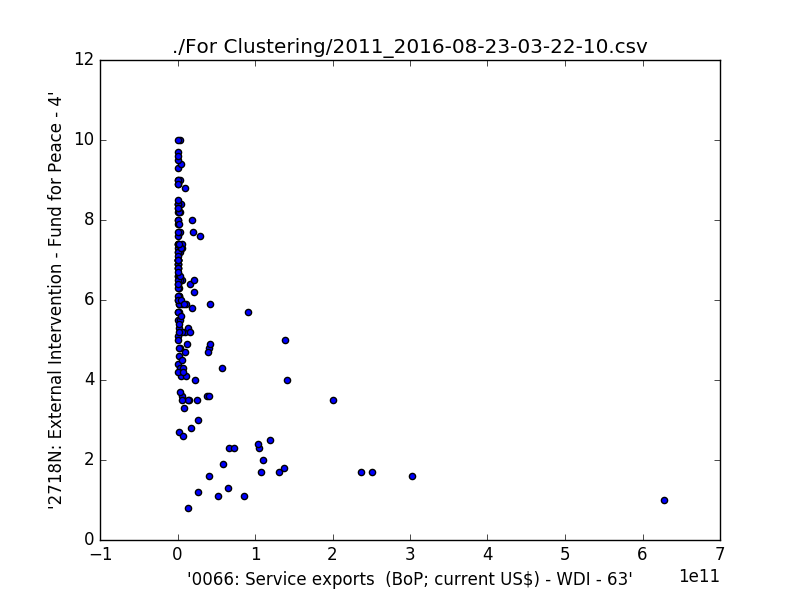 ./For Clustering/2011_2016-08-23-03-22-10.csv
12
10
8
6
4
2
0
'2718N: External Intervention - Fund for Peace - 4'
−1 0 1 2 3 4 5 6 7
1e11
'0066: Service exports (BoP; current US$) - WDI - 63'